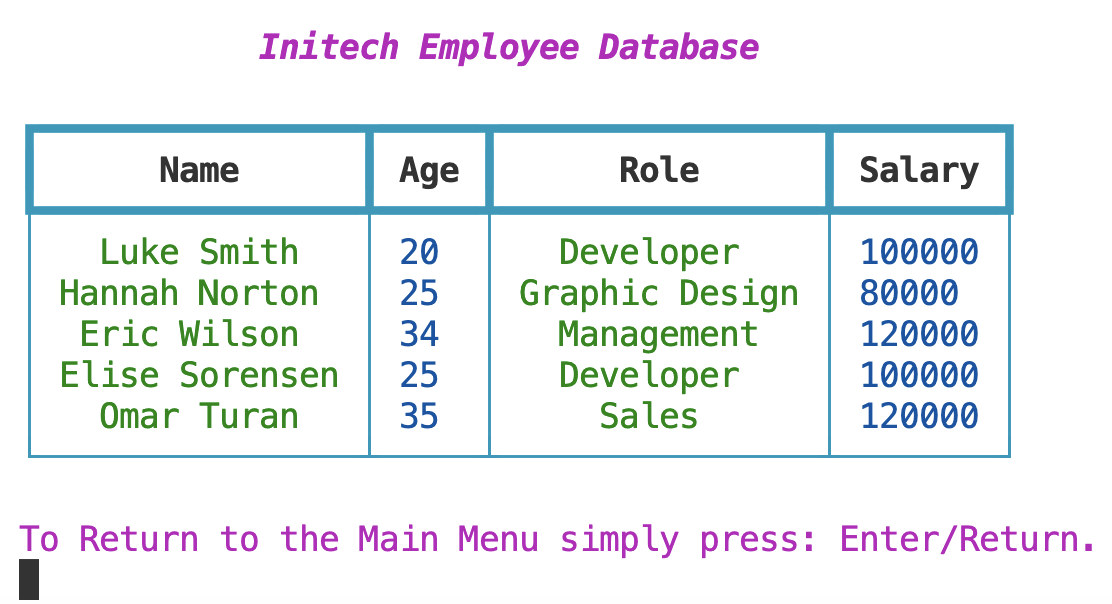 Initech Employee Database
Name Age Role Salary
Luke Smith 20 Developer 100000
Hannah Norton 25 Graphic Design 80000
Eric Wilson 34 Management 120000
Elise Sorensen 25 Developer 100000
Omar Turan 35 Sales 120000
To Return to the Main Menu simply press: Enter/Return.